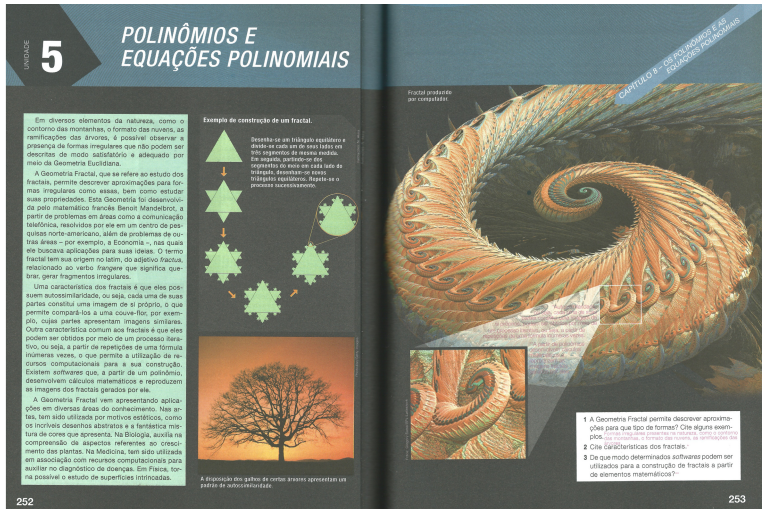 UNIDADE
5
POLINÔMIOS E
EQUAÇÕES POLINOMIAIS
Em diversos elementos da natureza, como o
contorno das montanhas, o formato das nuvens, as
ramificações das árvores, é possível observar a
presença de formas irregulares que não podem ser
descritas de modo satisfatório e adequado por
meio da Geometria Euclidiana.
A Geometria Fractal, que se refere ao estudo dos
fractais, permite descrever aproximações para for-
mas irregulares como essas, bem como estudar
suas propriedades. Esta Geometria foi desenvolvi-
da pelo matemático francês Benoit Mandelbrot, a
partir de problemas em áreas como a comunicação
telefônica, resolvidos por ele em um centro de pes-
quisas norte-americano, além de problemas de ou-
tras áreas – por exemplo, a Economia –, nas quais
ele buscava aplicações para suas ideias. O termo
fractal tem sua origem no latim, do adjetivo fractus,
relacionado ao verbo frangere que significa que-
brar, gerar fragmentos irregulares.
Uma característica dos fractais é que eles pos-
suem autossimilaridade, ou seja, cada uma de suas
partes constitui uma imagem de si próprio, o que
permite compará-los a uma couve-flor, por exem-
plo, cujas partes apresentam imagens similares.
Outra característica comum aos fractais é que eles
podem ser obtidos por meio de um processo itera-
tivo, ou seja, a partir de repetições de uma fórmula
inúmeras vezes, o que permite a utilização de re-
cursos computacionais para a sua construção.
Existem softwares que, a partir de um polinômio,
desenvolvem cálculos matemáticos e reproduzem
as imagens dos fractais gerados por ele.
A Geometria Fractal vem apresentando aplica-
ções em diversas áreas do conhecimento. Nas ar-
tes, tem sido utilizada por motivos estéticos, como
os incríveis desenhos abstratos e a fantástica mis-
tura de cores que apresenta. Na Biologia, auxilia na
compreensão de aspectos referentes ao cresci-
mento das plantas. Na Medicina, tem sido utilizada
em associação com recursos computacionais para
auxiliar no diagnóstico de doenças. Em Física, tor-
na possível o estudo de superfícies intrincadas.
Exemplo de construção de um fractal.
Desenha-se um triângulo equilátero e
divide-se cada um de seus lados em
três segmentos de mesma medida.
Em seguida, partindo-se dos
segmentos do meio em cada lado do
triângulo, desenham-se novos
triângulos equiláteros. Repete-se o
processo sucessivamente.
A disposição dos galhos de certas árvores apresentam um
padrão de autossimilaridade.
252
CAPÍTULO 8 – OS POLINÔMIOS E AS
EQUAÇÕES POLINOMIAIS
Fractal produzido
por computador.
1 A Geometria Fractal permite descrever aproxima-
ções para que tipo de formas? Cite alguns exem-
plos.
Formas irregulares presentes na natureza, como o contorno
das montanhas, o formato das nuvens, as ramificações das
2 Cite características dos fractais.
3 De que modo determinados softwares podem ser
utilizados para a construção de fractais a partir
de elementos matemáticos?
253